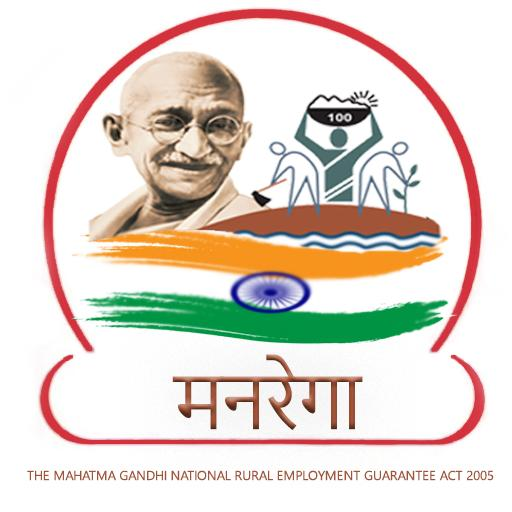 100
मनरेगा
THE MAHATMA GANDHI NATIONAL RURAL EMPLOYMENT GUARANTEE ACT 2005